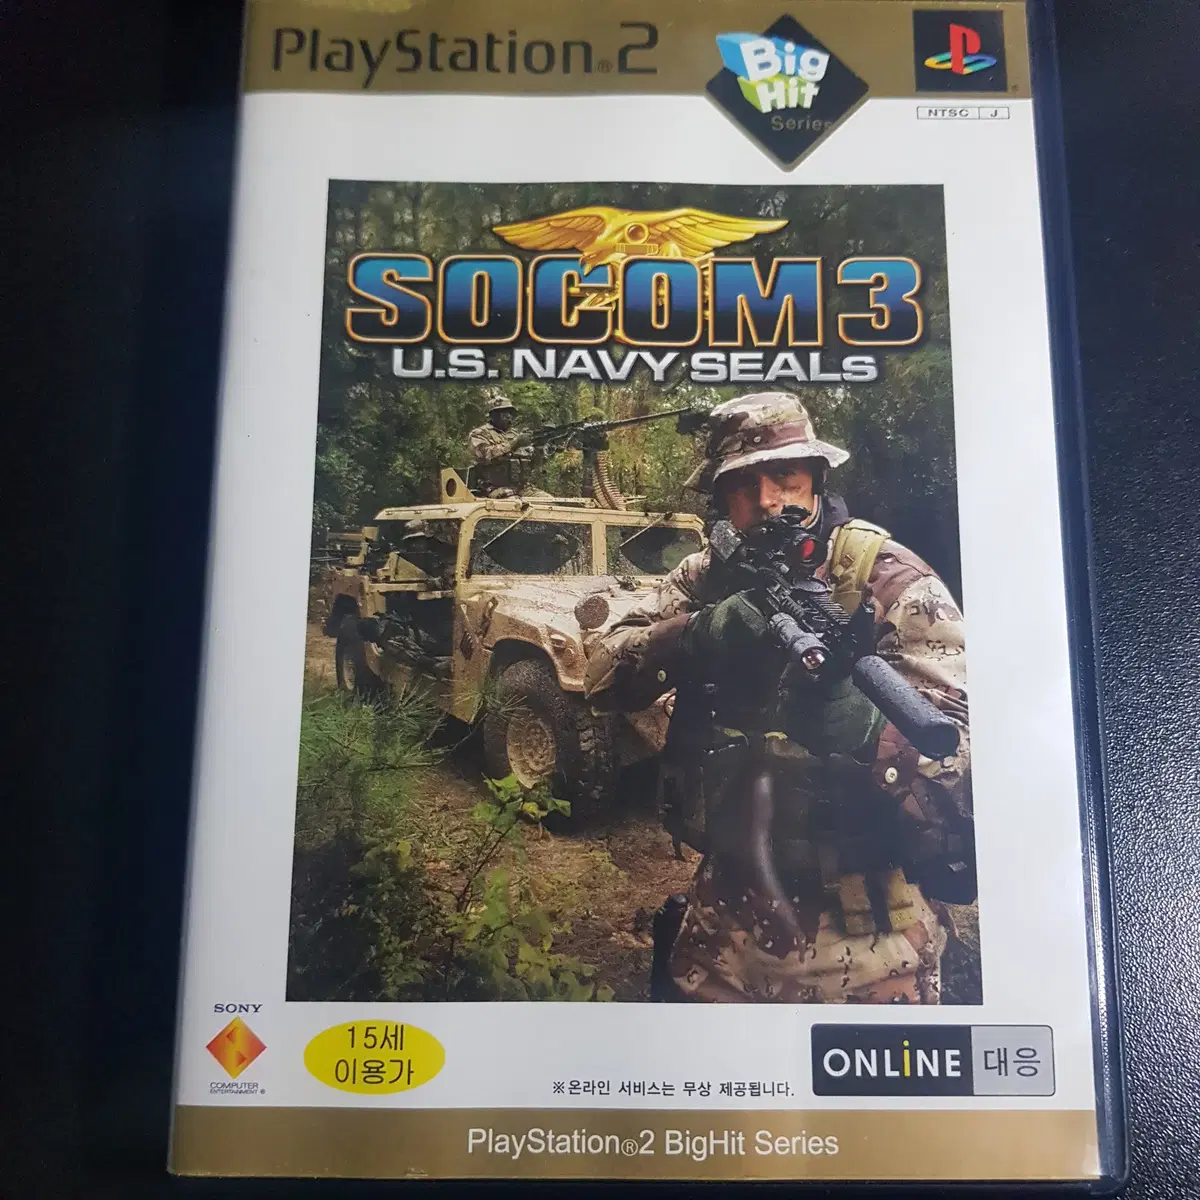 PlayStation®2
Big
Hit
Series
NTSC J
SOCOM 3
U.S. NAVY SEALs
SONY
COMPUTER
ENTERTAINMENT ®
15세
이용가
※온라인 서비스는 무상 제공됩니다.
ONLiNE 대응
PlayStation®2 BigHit Series